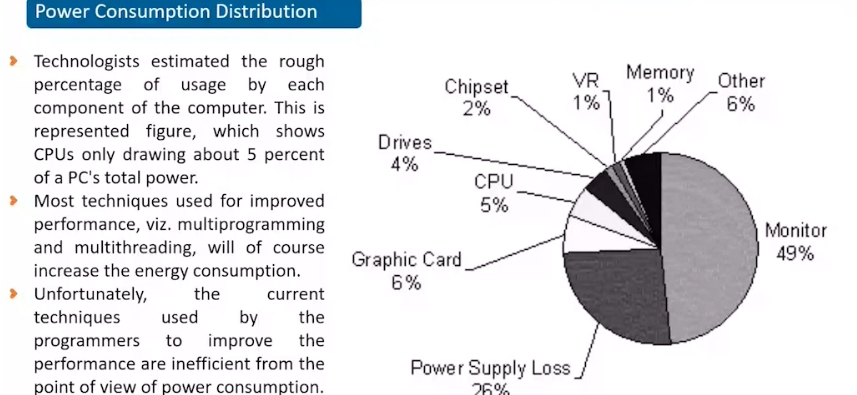 Power Consumption Distribution
Technologists estimated the rough
percentage of usage by each
component of the computer. This is
represented figure, which shows
CPUs only drawing about 5 percent
of a PC's total power.
Most techniques used for improved
performance, viz. multiprogramming
and multithreading, will of course
increase the energy consumption.
Unfortunately, the current
techniques used by the
programmers to improve the
performance are inefficient from the
point of view of power consumption.
Chipset
2%
VR
1%
Memory
1%
Other
6%
Drives
4%
CPU
5%
Monitor
49%
Graphic Card
6%
Power Supply Loss
26%